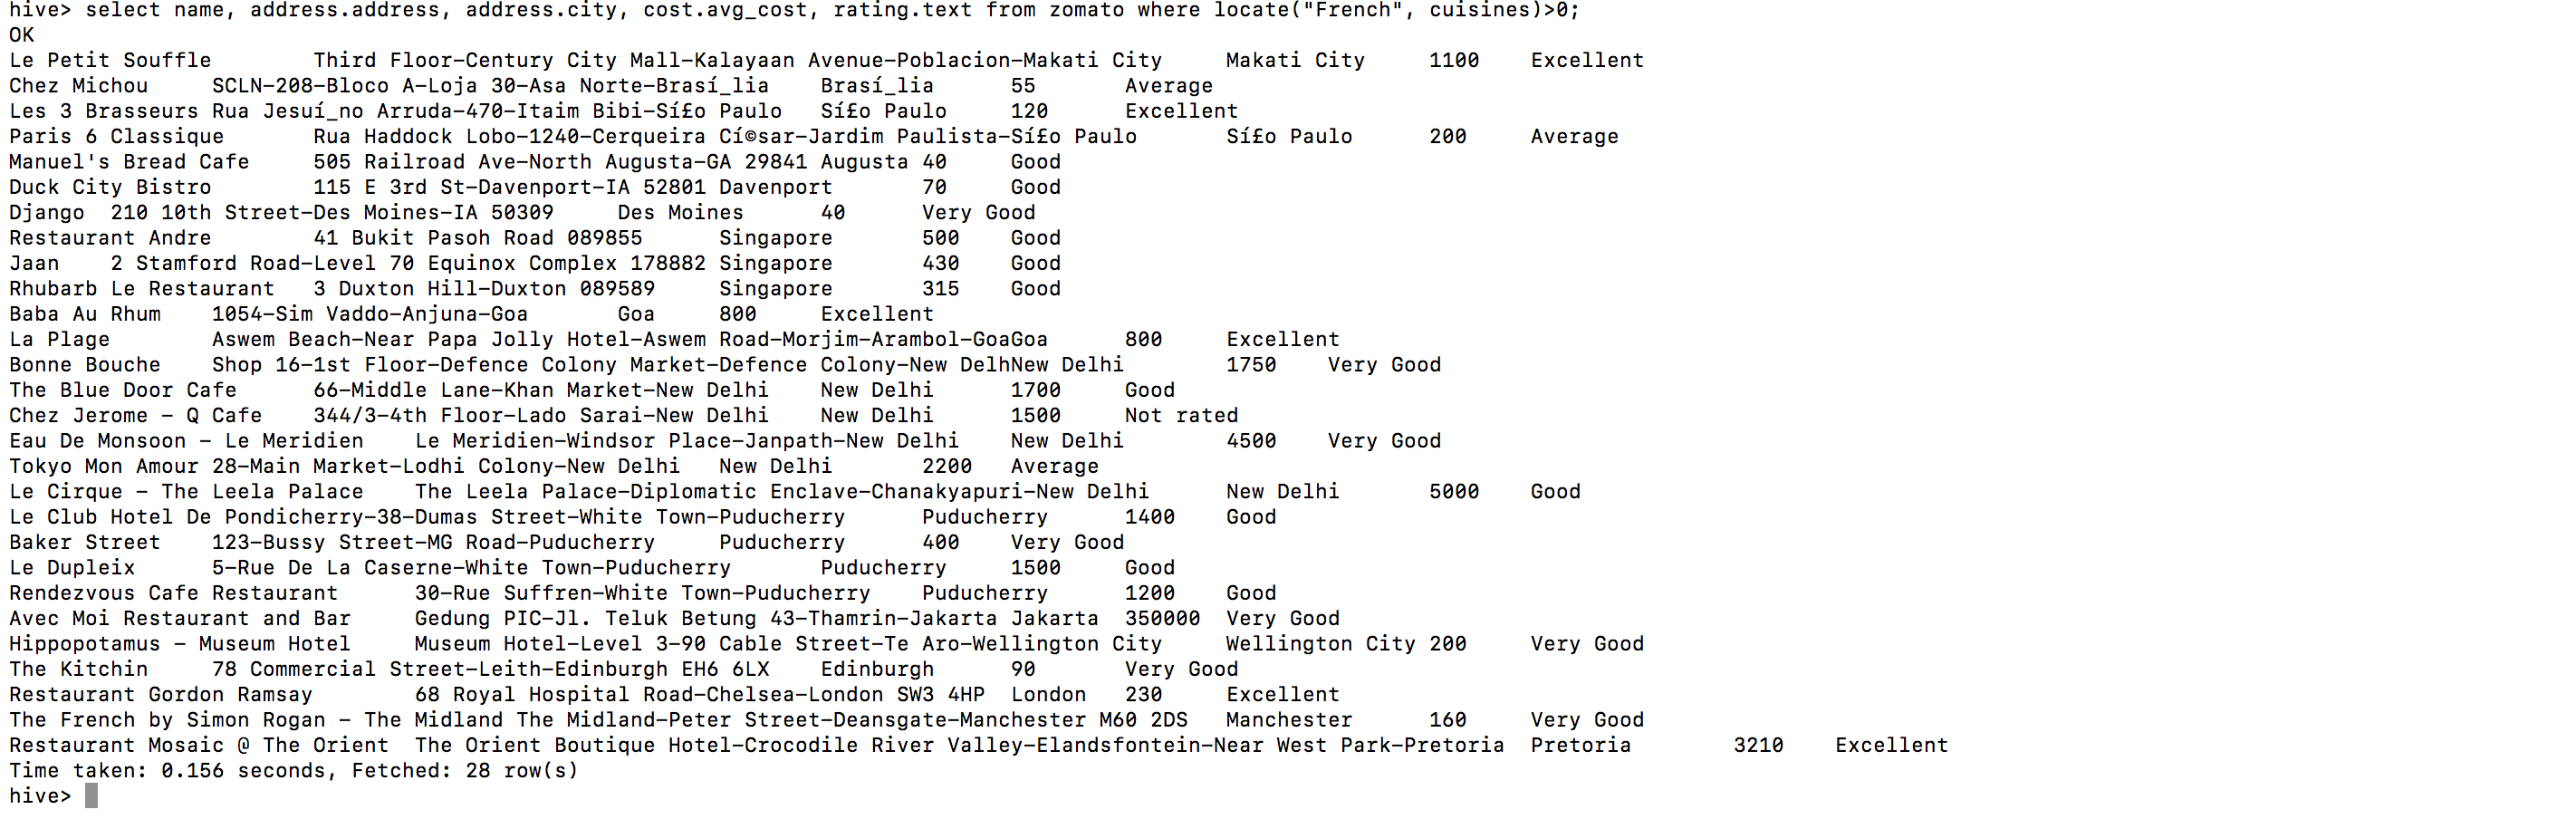 hive> select name, address.address, address.city, cost.avg_cost, rating.text from zomato where locate("French", cuisines)>0;
OK
Le Petit Souffle	Third Floor-Century City Mall-Kalayaan Avenue-Poblacion-Makati City	Makati City	1100	Excellent
Chez Michou	SCLN-208-Bloco A-Loja 30-Asa Norte-Brasí_lia	Brasí_lia	55	Average
Les 3 Brasseurs	Rua Jesuí_no Arruda-470-Itaim Bibi-Sí£o Paulo	Sí£o Paulo	120	Excellent
Paris 6 Classique	Rua Haddock Lobo-1240-Cerqueira Cí©sar-Jardim Paulista-Sí£o Paulo	Sí£o Paulo	200	Average
Manuel's Bread Cafe	505 Railroad Ave-North Augusta-GA 29841	Augusta	40	Good
Duck City Bistro	115 E 3rd St-Davenport-IA 52801	Davenport	70	Good
Django	210 10th Street-Des Moines-IA 50309	Des Moines	40	Very Good
Restaurant Andre	41 Bukit Pasoh Road 089855	Singapore	500	Good
Jaan	2 Stamford Road-Level 70 Equinox Complex 178882	Singapore	430	Good
Rhubarb Le Restaurant	3 Duxton Hill-Duxton 089589	Singapore	315	Good
Baba Au Rhum	1054-Sim Vaddo-Anjuna-Goa	Goa	800	Excellent
La Plage	Aswem Beach-Near Papa Jolly Hotel-Aswem Road-Morjim-Arambol-GoaGoa	800	Excellent
Bonne Bouche	Shop 16-1st Floor-Defence Colony Market-Defence Colony-New DelhNew Delhi	1750	Very Good
The Blue Door Cafe	66-Middle Lane-Khan Market-New Delhi	New Delhi	1700	Good
Chez Jerome - Q Cafe	344/3-4th Floor-Lado Sarai-New Delhi	New Delhi	1500	Not rated
Eau De Monsoon - Le Meridien	Le Meridien-Windsor Place-Janpath-New Delhi	New Delhi	4500	Very Good
Tokyo Mon Amour	28-Main Market-Lodhi Colony-New Delhi	New Delhi	2200	Average
Le Cirque - The Leela Palace	The Leela Palace-Diplomatic Enclave-Chanakyapuri-New Delhi	New Delhi	5000	Good
Le Club Hotel De Pondicherry-38-Dumas Street-White Town-Puducherry	Puducherry	1400	Good
Baker Street	123-Bussy Street-MG Road-Puducherry	Puducherry	400	Very Good
Le Dupleix	5-Rue De La Caserne-White Town-Puducherry	Puducherry	1500	Good
Rendezvous Cafe Restaurant	30-Rue Suffren-White Town-Puducherry	Puducherry	1200	Good
Avec Moi Restaurant and Bar	Gedung PIC-Jl. Teluk Betung 43-Thamrin-Jakarta	Jakarta	350000	Very Good
Hippopotamus - Museum Hotel	Museum Hotel-Level 3-90 Cable Street-Te Aro-Wellington City	Wellington City	200	Very Good
The Kitchin	78 Commercial Street-Leith-Edinburgh EH6 6LX	Edinburgh	90	Very Good
Restaurant Gordon Ramsay	68 Royal Hospital Road-Chelsea-London SW3 4HP	London	230	Excellent
The French by Simon Rogan - The Midland	The Midland-Peter Street-Deansgate-Manchester M60 2DS	Manchester	160	Very Good
Restaurant Mosaic @ The Orient	The Orient Boutique Hotel-Crocodile River Valley-Elandsfontein-Near West Park-Pretoria	Pretoria	3210	Excellent
Time taken: 0.156 seconds, Fetched: 28 row(s)
hive>